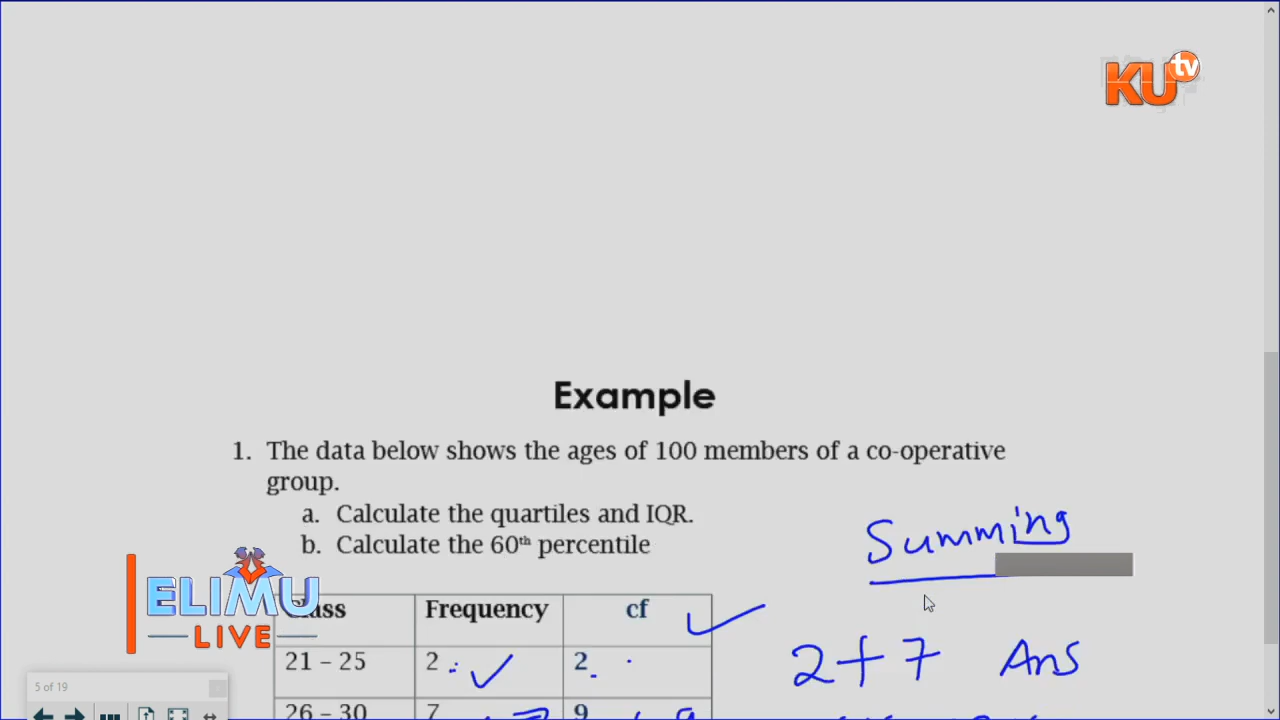 KU tv
Example
1. The data below shows the ages of 100 members of a co-operative
group.
a. Calculate the quartiles and IQR.
b. Calculate the 60th percentile
Summing
ELIMU
LIVE
Class Frequency cf
21 – 25 2 2
2 + 7 Ans
26 – 30 7 9
5 of 19